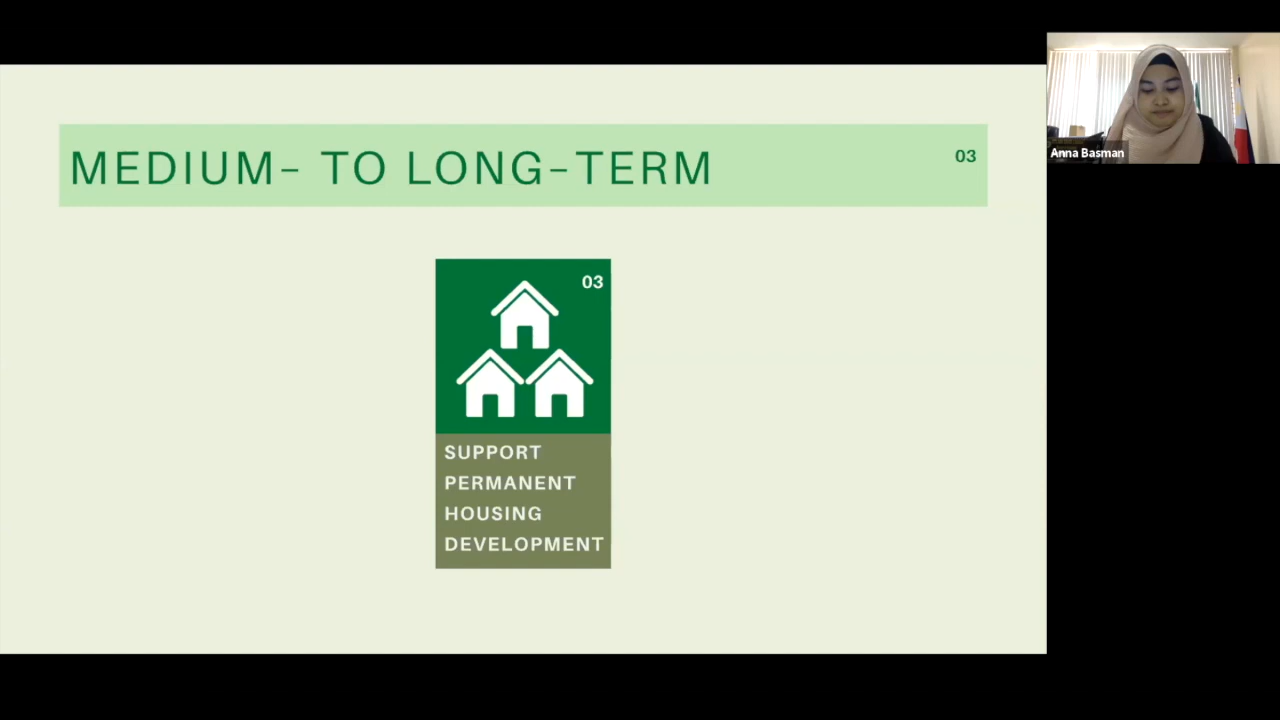 MEDIUM- TO LONG-TERM
03
03
SUPPORT
PERMANENT
HOUSING
DEVELOPMENT
Anna Basman